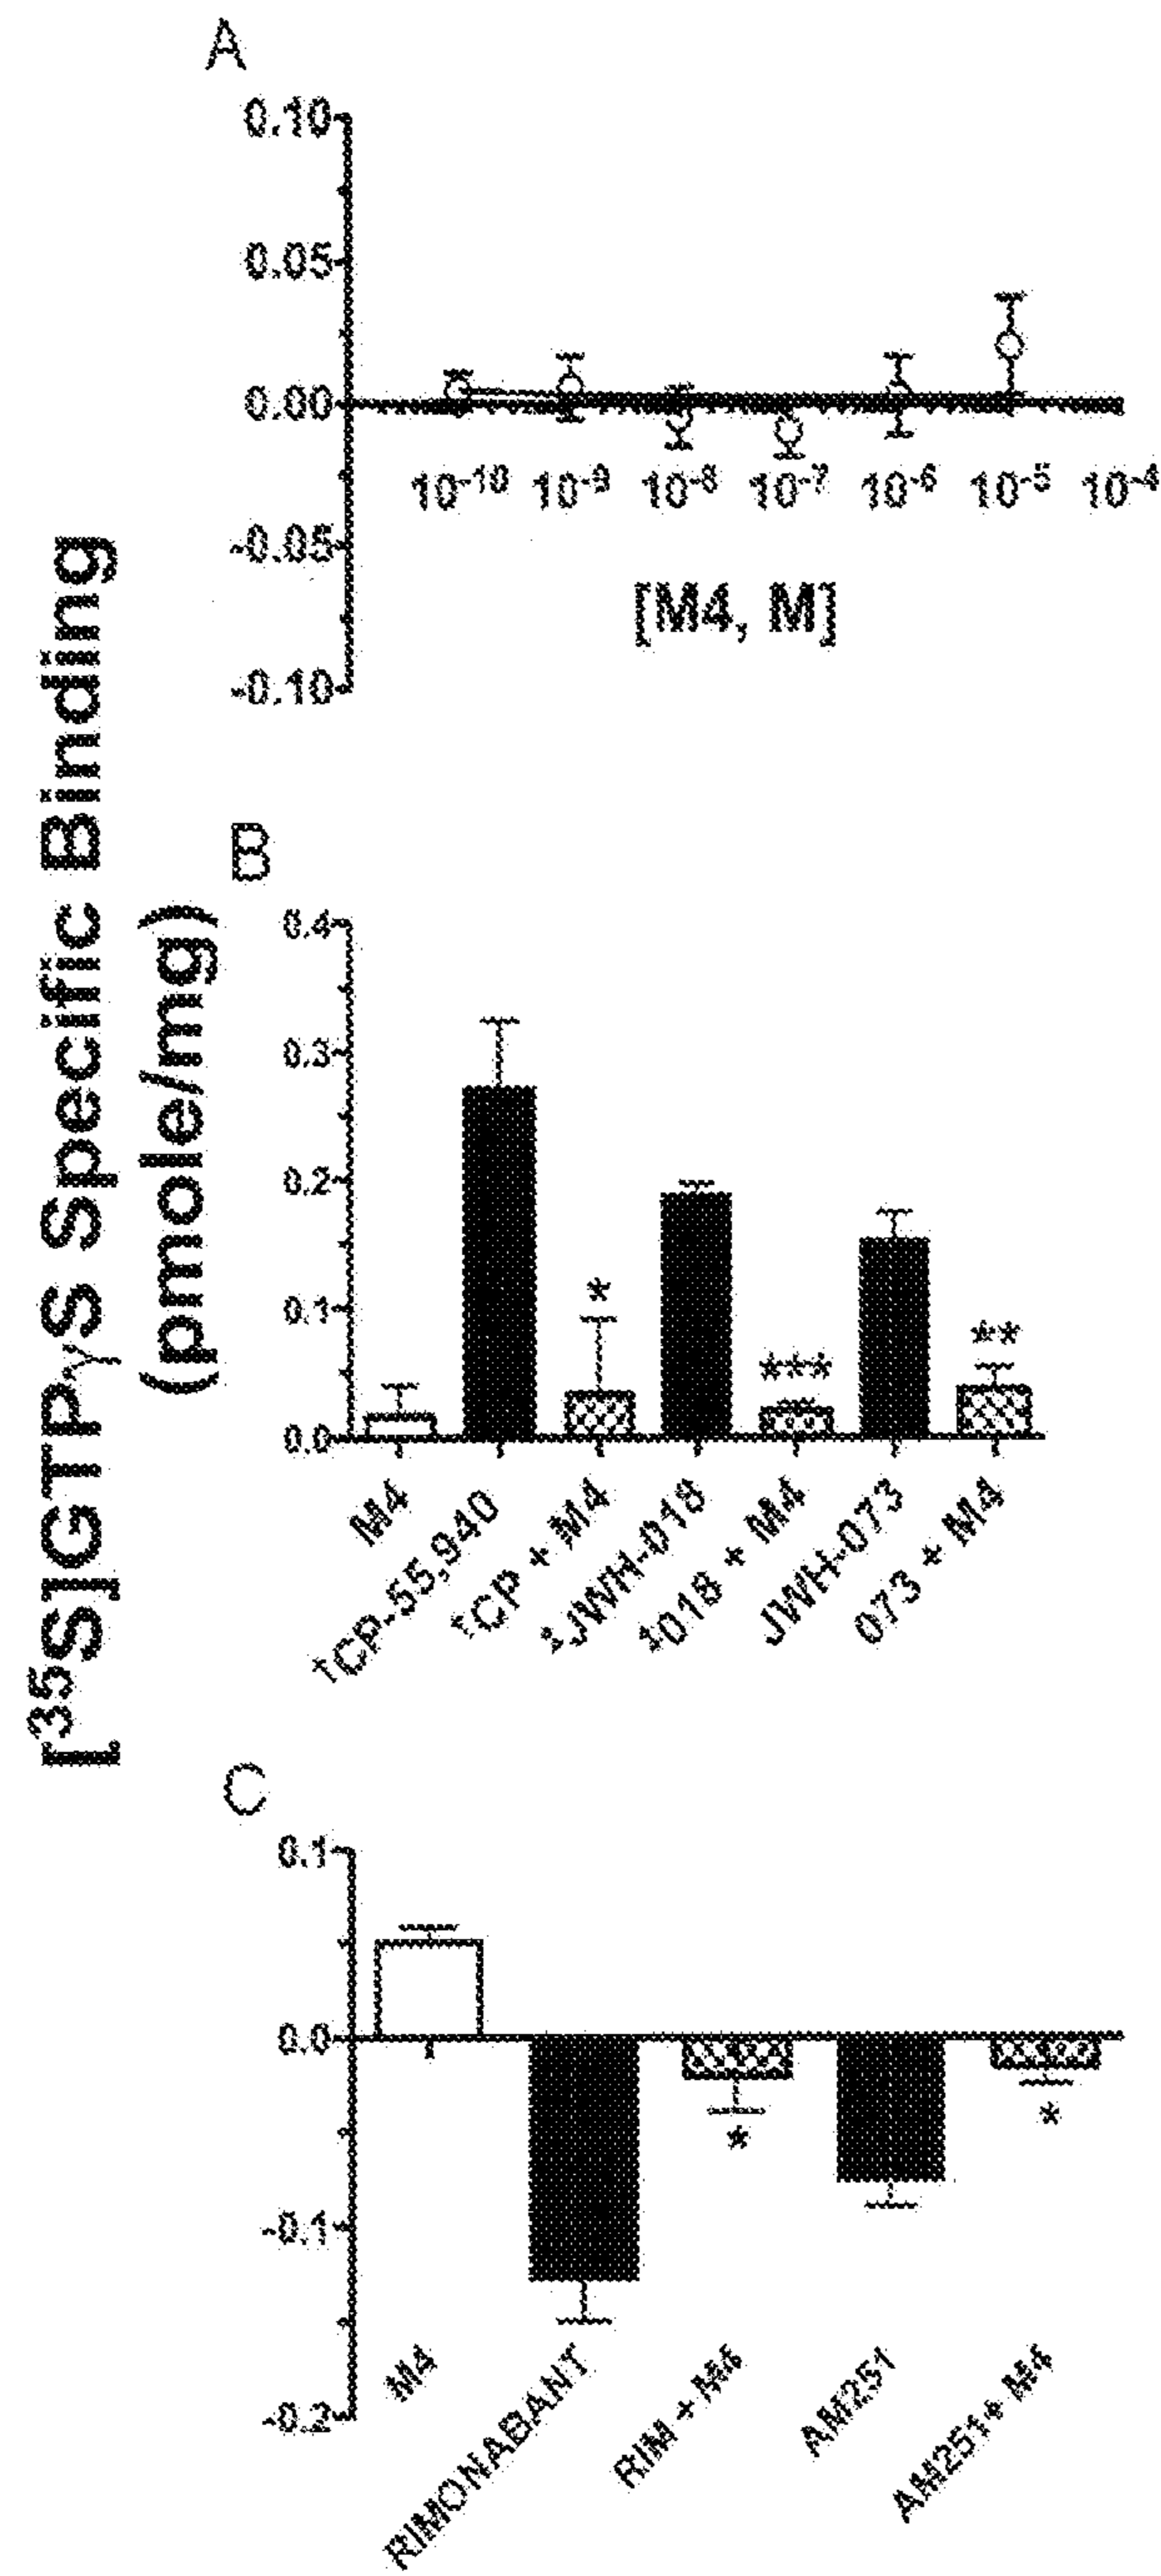 [³⁵S]GTPγS Specific Binding
(pmole/mg)
A
0.10
0.05
0.00
-0.05
-0.10
10⁻¹⁰ 10⁻⁹ 10⁻⁸ 10⁻⁷ 10⁻⁶ 10⁻⁵ 10⁻⁴
[M4, M]
B
0.4
0.3
0.2
0.1
0.0
*
***
**
M4
†CP-55,940
†CP + M4
‡JWH-018
‡018 + M4
JWH-073
073 + M4
C
0.1
0.0
-0.1
-0.2
*
*
M4
RIMONABANT
RIM + M4
AM251
AM251+ M4